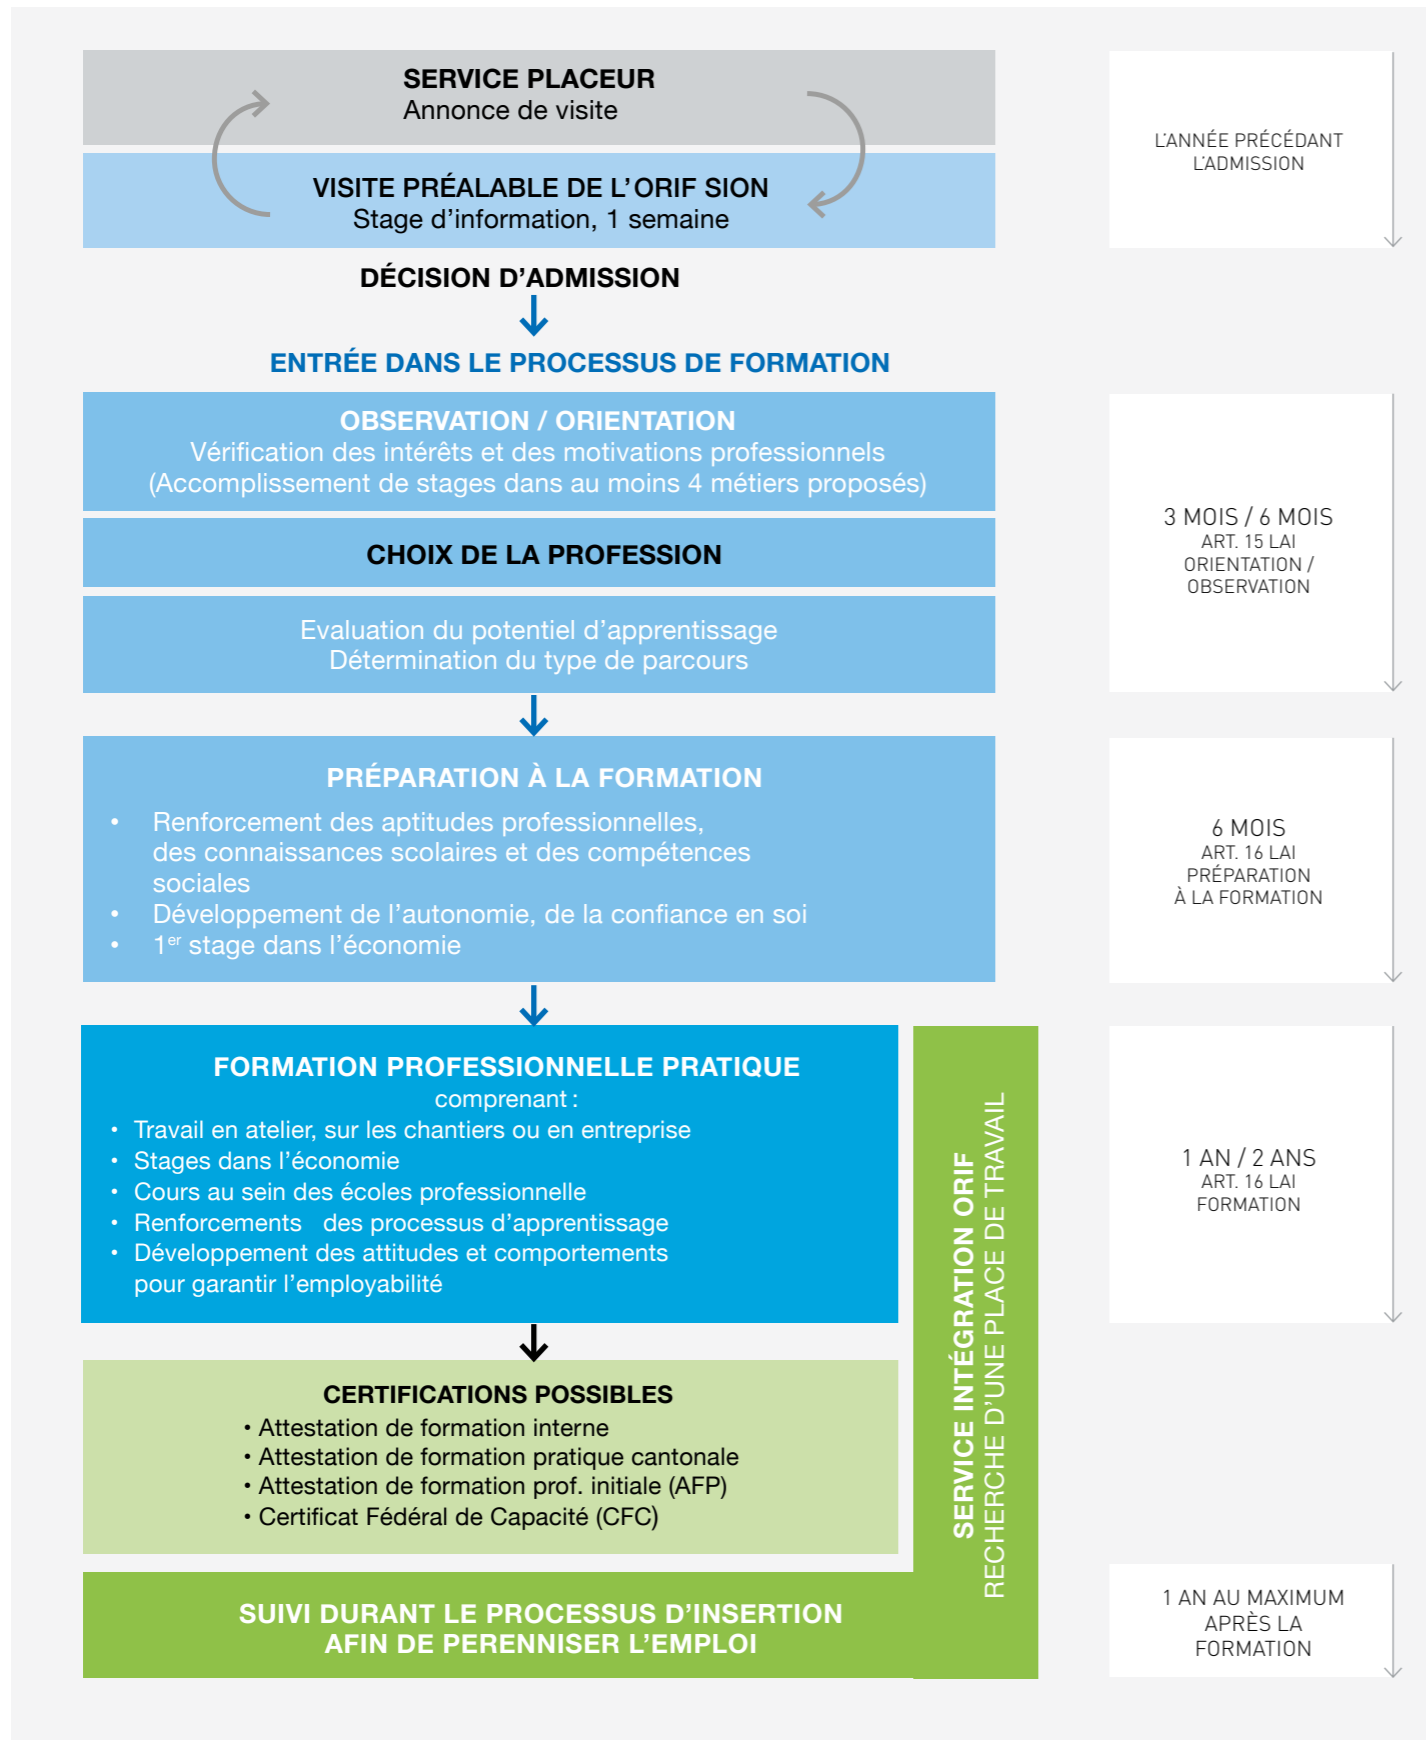 SERVICE PLACEUR
Annonce de visite
VISITE PRÉALABLE DE L'ORIF SION
Stage d'information, 1 semaine
L'ANNÉE PRÉCÉDANT
L'ADMISSION
DÉCISION D'ADMISSION
ENTRÉE DANS LE PROCESSUS DE FORMATION
OBSERVATION / ORIENTATION
Vérification des intérêts et des motivations professionnels
(Accomplissement de stages dans au moins 4 métiers proposés)
CHOIX DE LA PROFESSION
Evaluation du potentiel d'apprentissage
Détermination du type de parcours
3 MOIS / 6 MOIS
ART. 15 LAI
ORIENTATION /
OBSERVATION
PRÉPARATION À LA FORMATION
• Renforcement des aptitudes professionnelles,
des connaissances scolaires et des compétences
sociales
• Développement de l'autonomie, de la confiance en soi
• 1er stage dans l'économie
6 MOIS
ART. 16 LAI
PRÉPARATION
À LA FORMATION
FORMATION PROFESSIONNELLE PRATIQUE
comprenant :
• Travail en atelier, sur les chantiers ou en entreprise
• Stages dans l'économie
• Cours au sein des écoles professionnelle
• Renforcements des processus d'apprentissage
• Développement des attitudes et comportements
pour garantir l'employabilité
SERVICE INTÉGRATION ORIF
RECHERCHE D'UNE PLACE DE TRAVAIL
1 AN / 2 ANS
ART. 16 LAI
FORMATION
CERTIFICATIONS POSSIBLES
• Attestation de formation interne
• Attestation de formation pratique cantonale
• Attestation de formation prof. initiale (AFP)
• Certificat Fédéral de Capacité (CFC)
SUIVI DURANT LE PROCESSUS D'INSERTION
AFIN DE PERENNISER L'EMPLOI
1 AN AU MAXIMUM
APRÈS LA
FORMATION